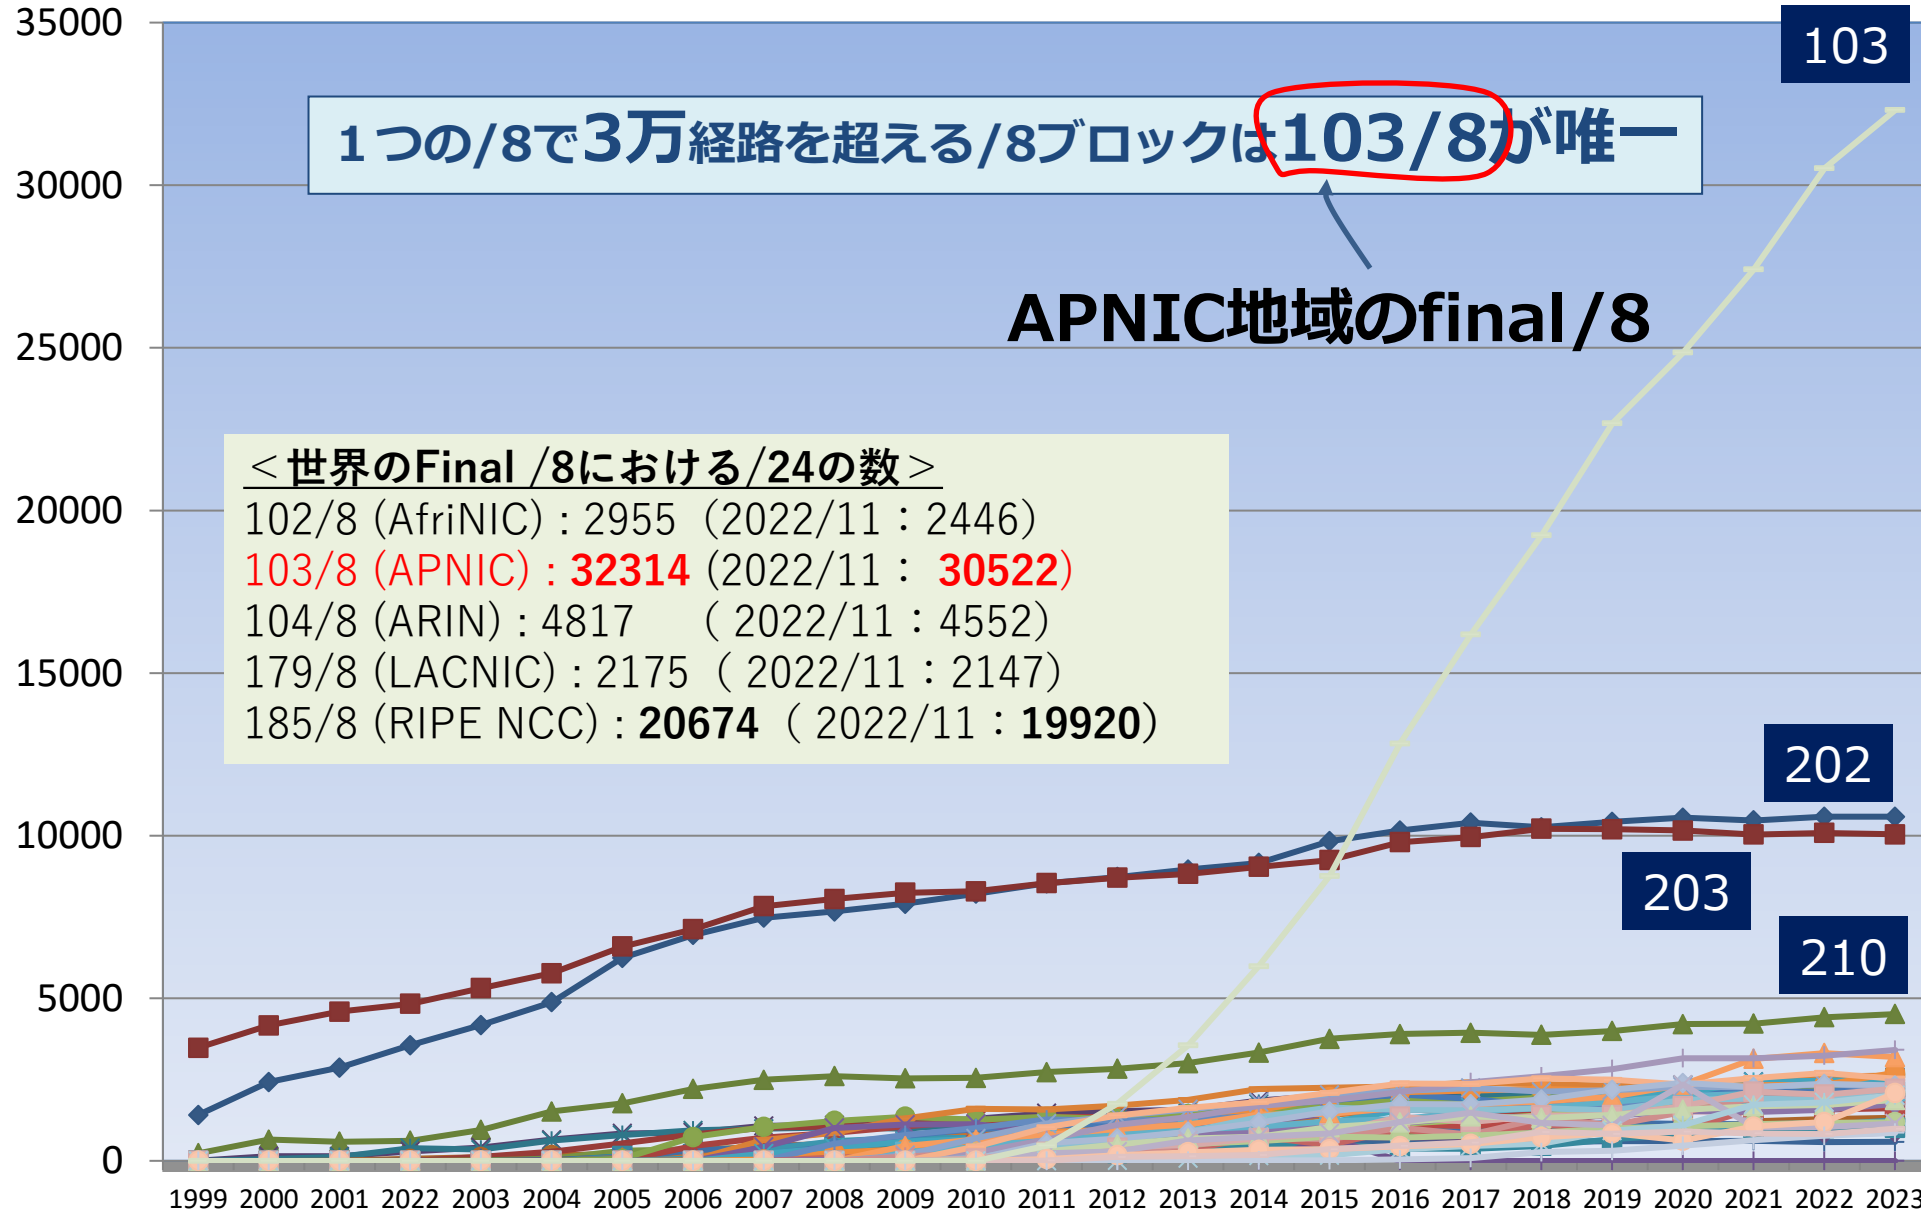 35000
30000
25000
20000
15000
10000
5000
0
103
１つの/8で3万経路を超える/8ブロックは103/8が唯一
APNIC地域のfinal/8
＜世界のFinal /8における/24の数＞
102/8 (AfriNIC) : 2955（2022/11：2446）
103/8 (APNIC) : 32314 (2022/11： 30522）
104/8 (ARIN) : 4817 （ 2022/11：4552）
179/8 (LACNIC) : 2175（ 2022/11：2147）
185/8 (RIPE NCC) : 20674（ 2022/11：19920）
202
203
210
1999 2000 2001 2022 2003 2004 2005 2006 2007 2008 2009 2010 2011 2012 2013 2014 2015 2016 2017 2018 2019 2020 2021 2022 2023